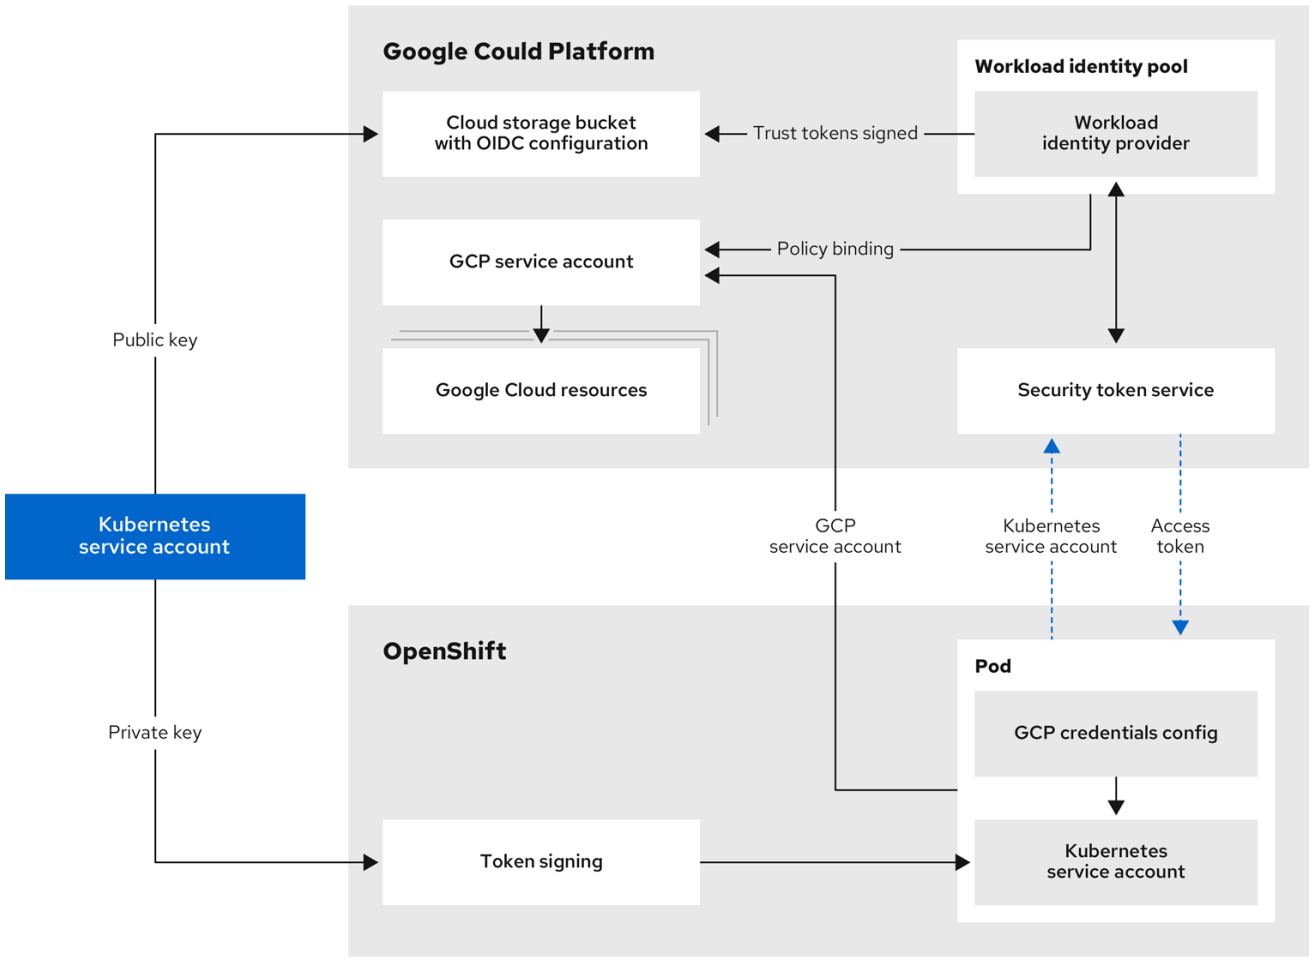 Google Could Platform
Workload identity pool
Cloud storage bucket
with OIDC configuration
Trust tokens signed
Workload
identity provider
GCP service account
Policy binding
Public key
Google Cloud resources
Security token service
Kubernetes
service account
GCP
service account
Kubernetes
service account
Access
token
OpenShift
Pod
Private key
GCP credentials config
Token signing
Kubernetes
service account